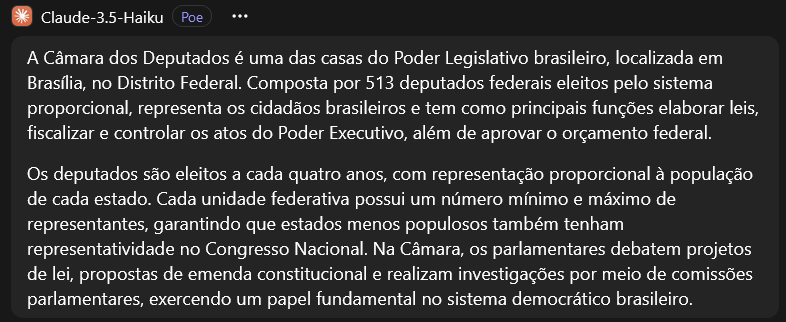 Claude-3.5-Haiku Poe
A Câmara dos Deputados é uma das casas do Poder Legislativo brasileiro, localizada em
Brasília, no Distrito Federal. Composta por 513 deputados federais eleitos pelo sistema
proporcional, representa os cidadãos brasileiros e tem como principais funções elaborar leis,
fiscalizar e controlar os atos do Poder Executivo, além de aprovar o orçamento federal.
Os deputados são eleitos a cada quatro anos, com representação proporcional à população
de cada estado. Cada unidade federativa possui um número mínimo e máximo de
representantes, garantindo que estados menos populosos também tenham
representatividade no Congresso Nacional. Na Câmara, os parlamentares debatem projetos
de lei, propostas de emenda constitucional e realizam investigações por meio de comissões
parlamentares, exercendo um papel fundamental no sistema democrático brasileiro.